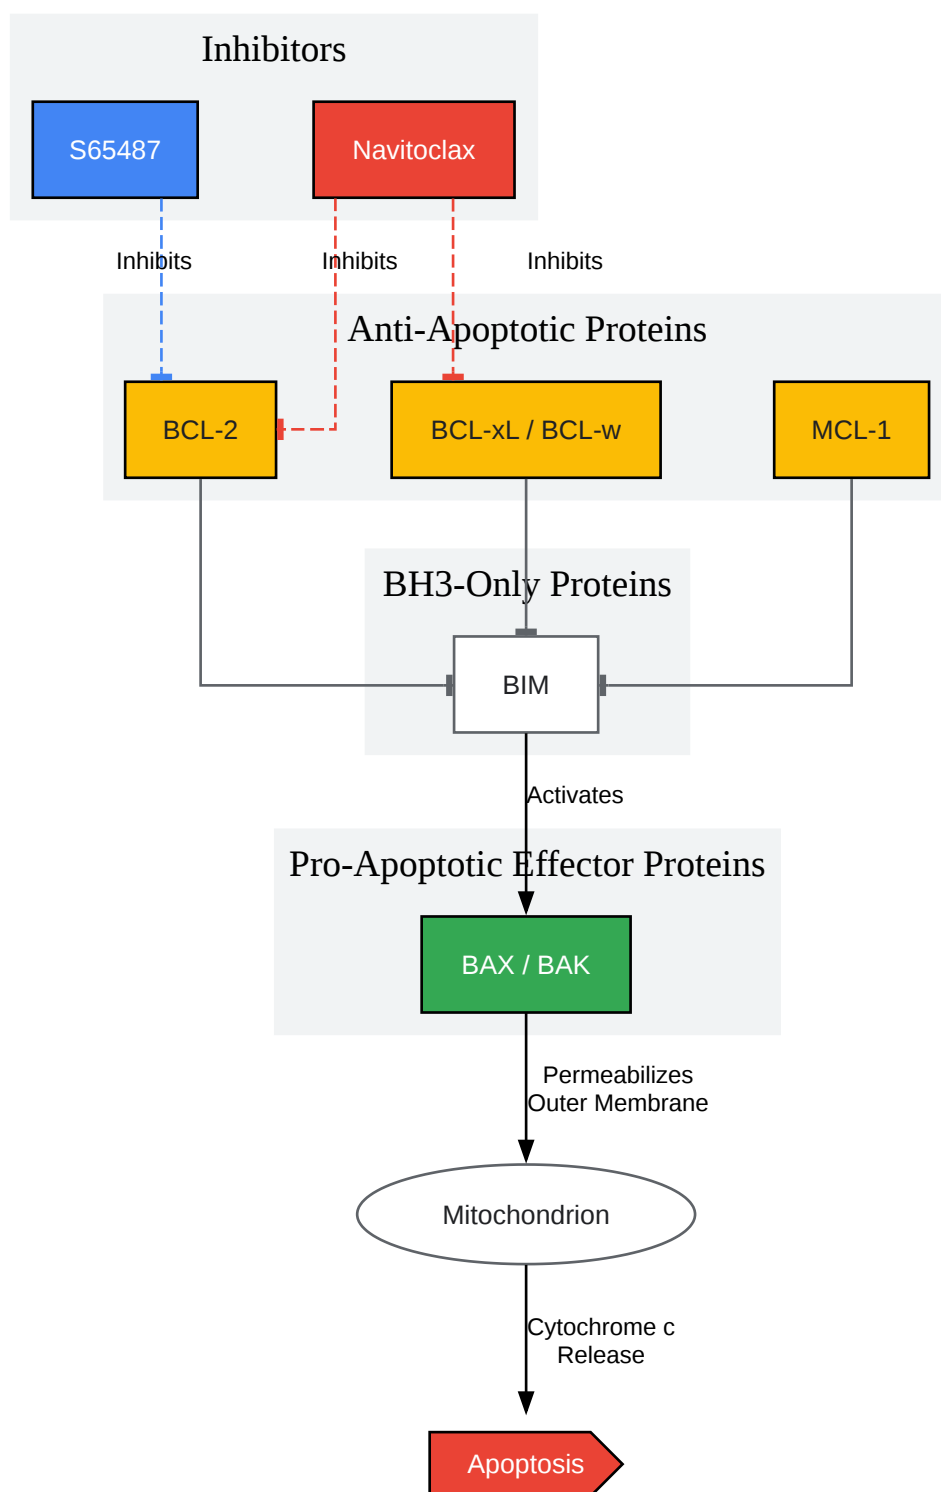 Inhibitors
S65487
Navitoclax
Inhibits
Inhibits
Inhibits
Anti-Apoptotic Proteins
BCL-2
BCL-xL / BCL-w
MCL-1
BH3-Only Proteins
BIM
Activates
Pro-Apoptotic Effector Proteins
BAX / BAK
Permeabilizes
Outer Membrane
Mitochondrion
Cytochrome c
Release
Apoptosis